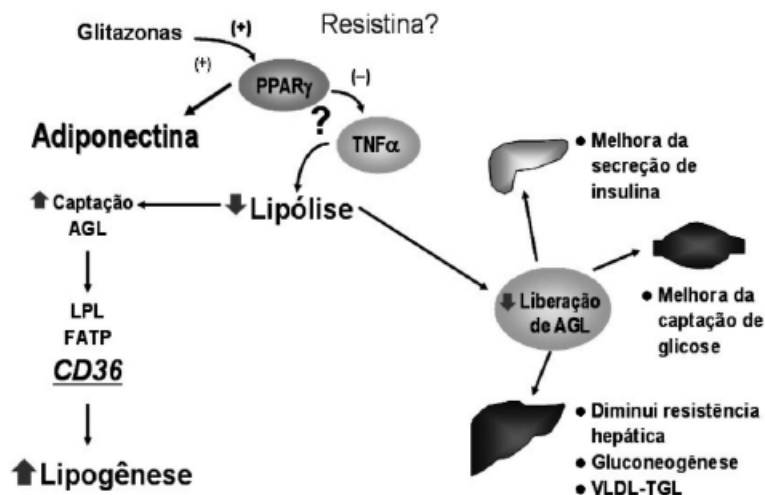 Glitazonas
(+)
Resistina?
(+)
PPARγ
(−)
Adiponectina
?
TNFα
Captação
AGL
Lipólise
LPL
FATP
CD36
Lipogênese
Liberação
de AGL
• Melhora da
secreção de
insulina
• Melhora da
captação de
glicose
• Diminui resistência
hepática
• Gluconeogênese
• VLDL-TGL